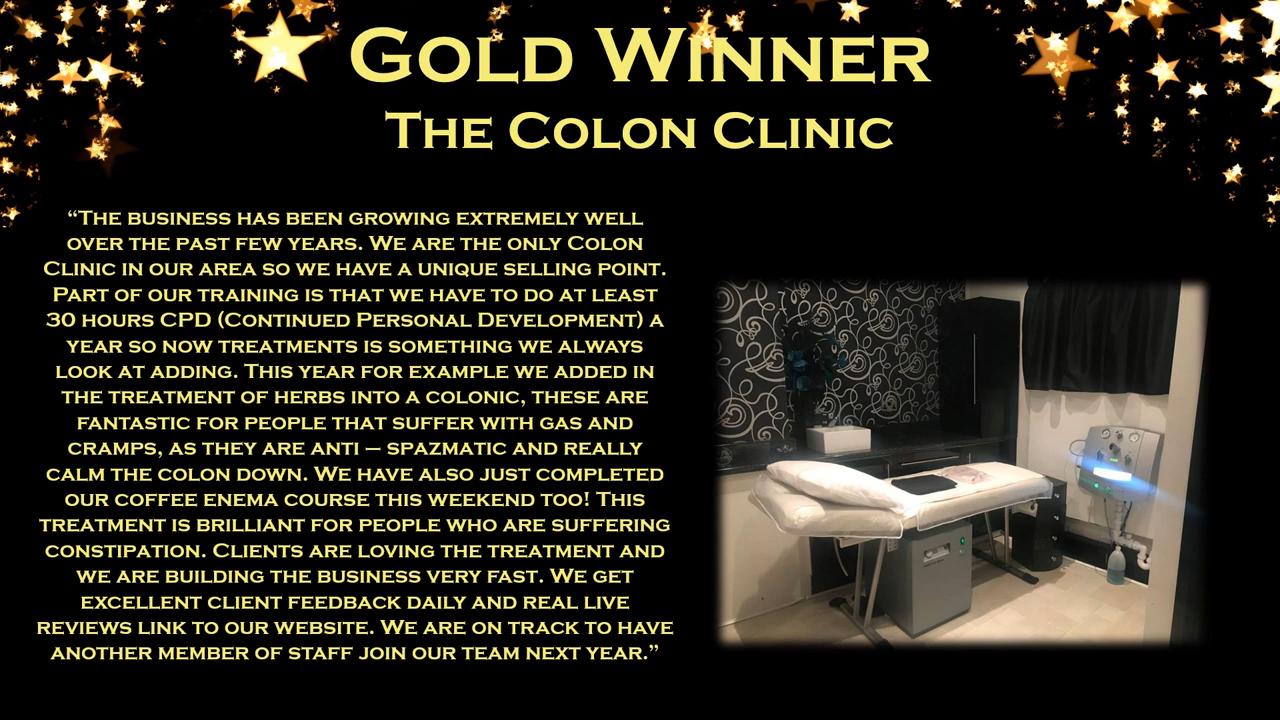 Gold Winner
The Colon Clinic
“The business has been growing extremely well
over the past few years. We are the only Colon
Clinic in our area so we have a unique selling point.
Part of our training is that we have to do at least
30 hours CPD (Continued Personal Development) a
year so now treatments is something we always
look at adding. This year for example we added in
the treatment of herbs into a colonic, these are
fantastic for people that suffer with gas and
cramps, as they are anti – spazmatic and really
calm the colon down. We have also just completed
our coffee enema course this weekend too! This
treatment is brilliant for people who are suffering
constipation. Clients are loving the treatment and
we are building the business very fast. We get
excellent client feedback daily and real live
reviews link to our website. We are on track to have
another member of staff join our team next year.”